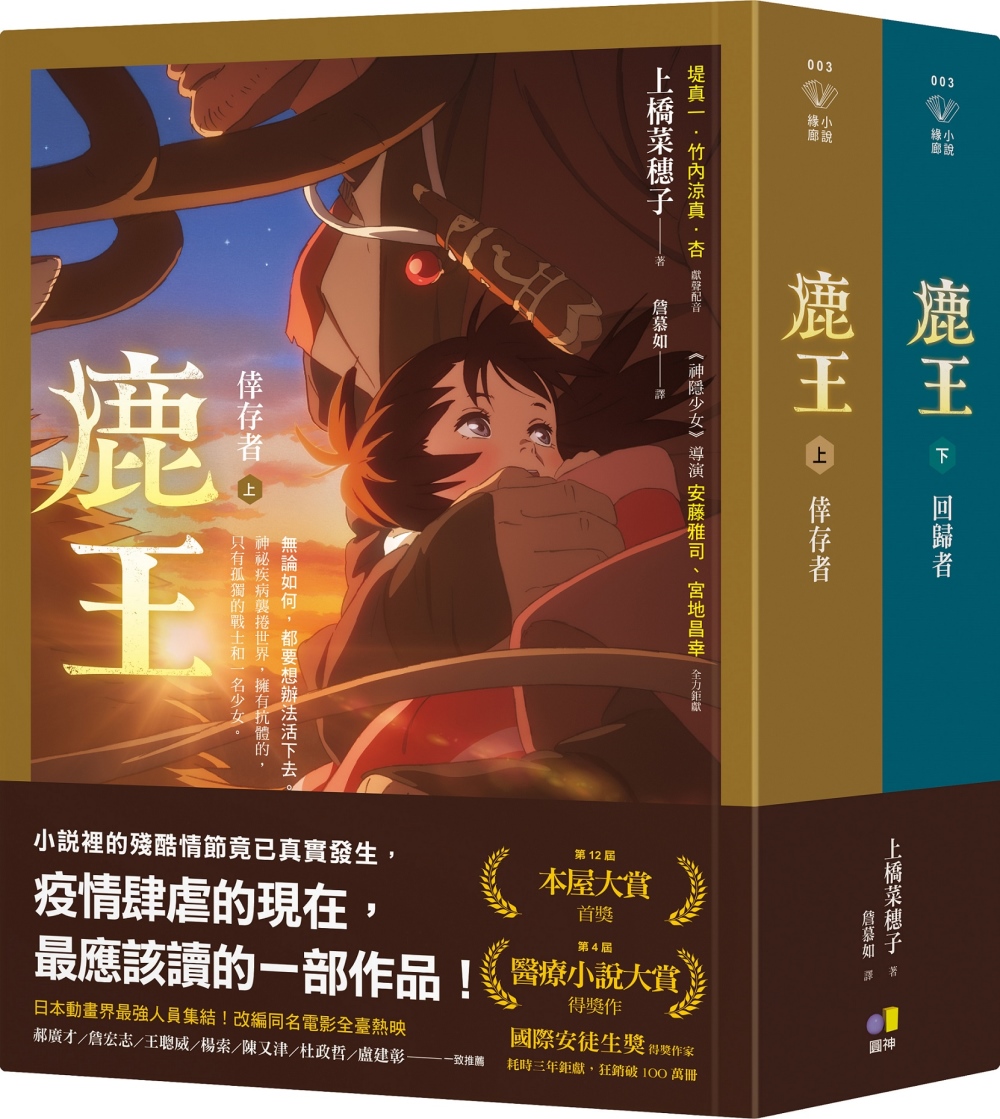 堤真一．竹內涼真．杏 獻聲配音
《神隱少女》導演 安藤雅司、宮地昌幸 全力鉅獻
上橋菜穗子——著
詹慕如——譯
鹿王
倖存者 上
無論如何，都要想辦法活下去。
神祕疾病襲捲世界，擁有抗體的，
只有孤獨的戰士和一名少女。
小說裡的殘酷情節竟已真實發生，
疫情肆虐的現在，
最應該讀的一部作品！
日本動畫界最強人員集結！改編同名電影全臺熱映
郝廣才／詹宏志／王聰威／楊索／陳又津／杜政哲／盧建彰——一致推薦
第12屆
本屋大賞
首獎
第4屆
醫療小說大賞
得獎作
國際安徒生獎 得獎作家
耗時三年鉅獻，狂銷破100萬冊
003
小說
緣廊
鹿王
上
倖存者
003
小說
緣廊
鹿王
下
回歸者
上橋菜穗子 著
詹慕如 譯
圓神